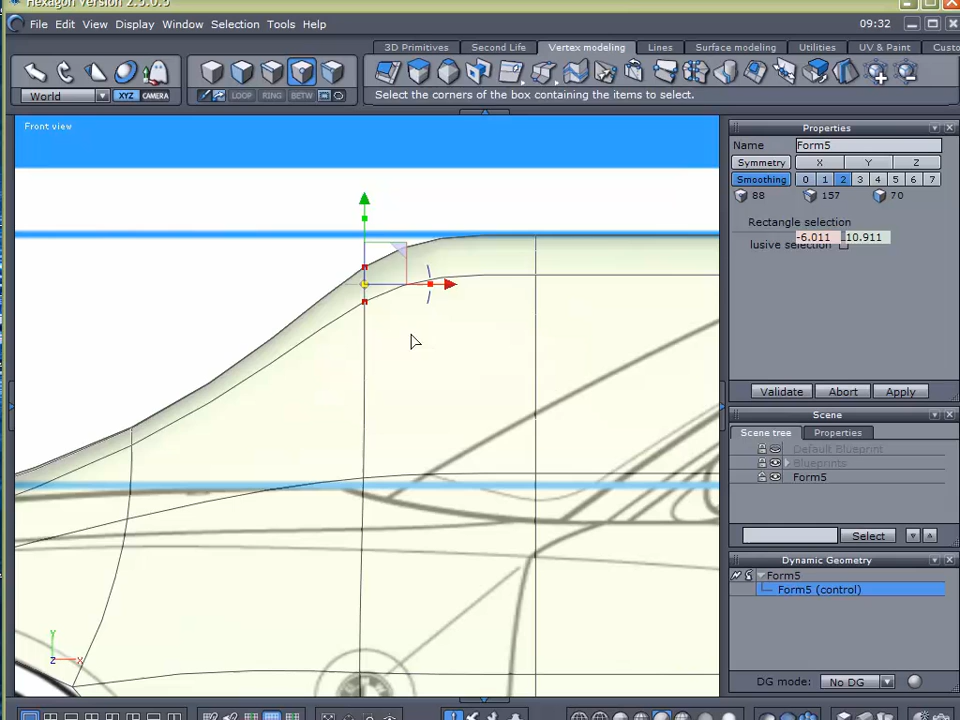 Hexagon Version 2.5.0.5
File Edit View Display Window Selection Tools Help
09:32
3D Primitives Second Life Vertex modeling Lines Surface modeling Utilities UV & Paint Custo
World XYZ CAMERA
LOOP RING BETW
Select the corners of the box containing the items to select.
Front view
Properties
Name Form5
Symmetry X Y Z
Smoothing 0 1 2 3 4 5 6 7
88 157 70
Rectangle selection
-6.011 10.911
lusive selection
Validate Abort Apply
Scene
Scene tree Properties
Default Blueprint
Blueprints
Form5
Select
Dynamic Geometry
Form5
Form5 (control)
DG mode: No DG
Y
Z X